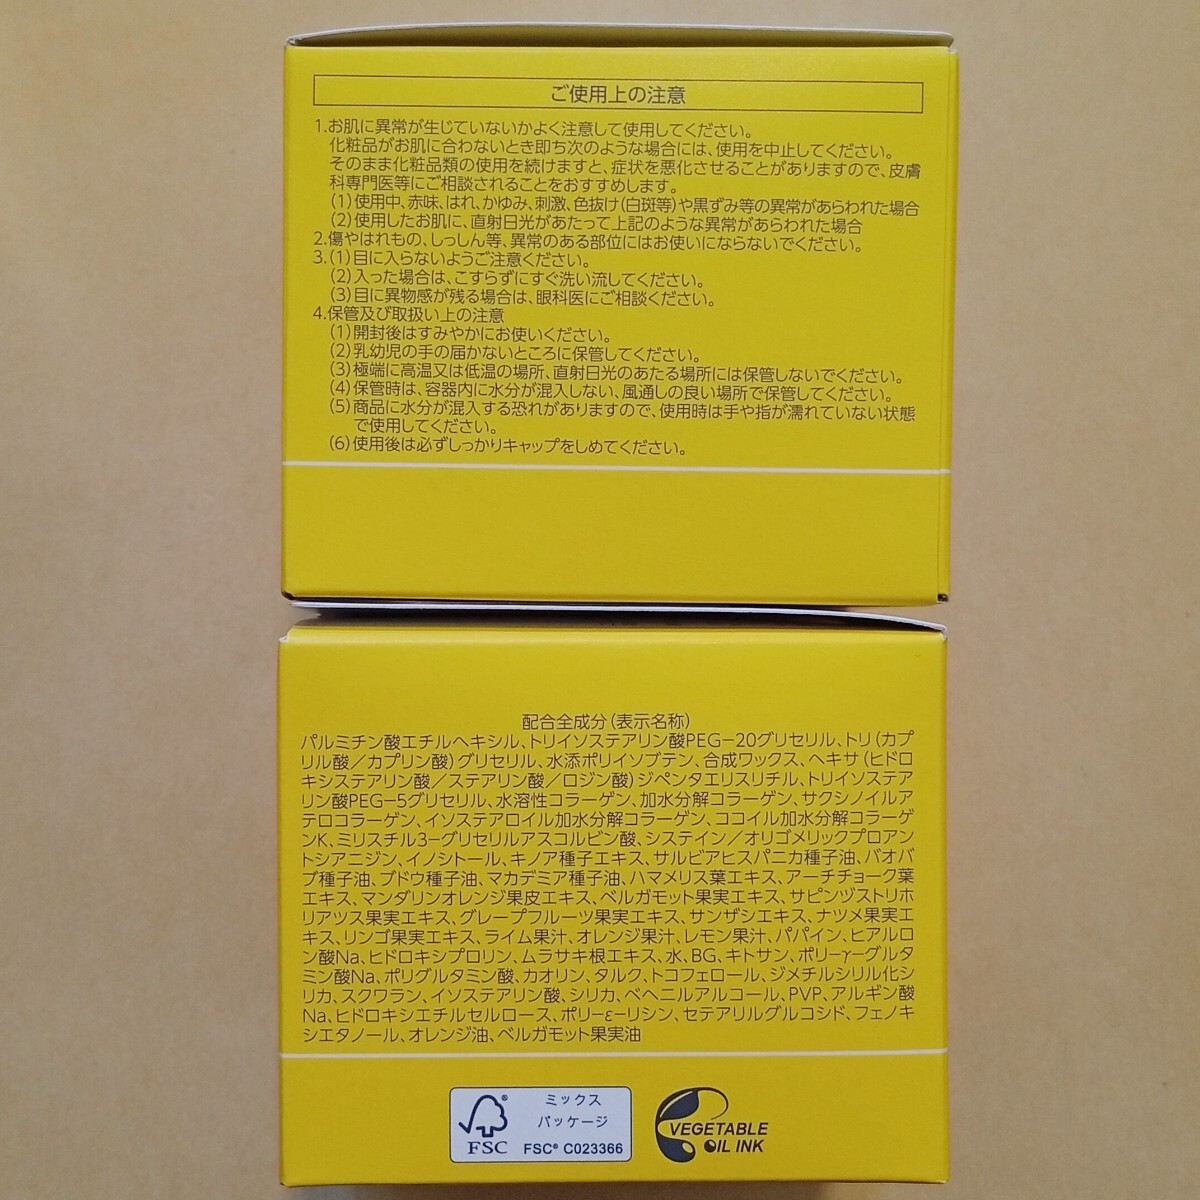 ご使用上の注意
1.お肌に異常が生じていないかよく注意して使用してください。
化粧品がお肌に合わないとき即ち次のような場合には、使用を中止してください。
そのまま化粧品類の使用を続けますと、症状を悪化させることがありますので、皮膚
科専門医等にご相談されることをおすすめします。
(1)使用中、赤味、はれ、かゆみ、刺激、色抜け(白斑等)や黒ずみ等の異常があらわれた場合
(2)使用したお肌に、直射日光があたって上記のような異常があらわれた場合
2.傷やはれもの、しっしん等、異常のある部位にはお使いにならないでください。
3.(1)目に入らないようご注意ください。
(2)入った場合は、こすらずにすぐ洗い流してください。
(3)目に異物感が残る場合は、眼科医にご相談ください。
4.保管及び取扱い上の注意
(1)開封後はすみやかにお使いください。
(2)乳幼児の手の届かないところに保管してください。
(3)極端に高温又は低温の場所、直射日光のあたる場所には保管しないでください。
(4)保管時は、容器内に水分が混入しない、風通しの良い場所で保管してください。
(5)商品に水分が混入する恐れがありますので、使用時は手や指が濡れていない状態
で使用してください。
(6)使用後は必ずしっかりキャップをしめてください。
配合全成分(表示名称)
パルミチン酸エチルヘキシル、トリイソステアリン酸PEG-20グリセリル、トリ(カプ
リル酸/カプリン酸)グリセリル、水添ポリイソブテン、合成ワックス、ヘキサ(ヒドロ
キシステアリン酸/ステアリン酸/ロジン酸)ジペンタエリスリチル、トリイソステア
リン酸PEG-5グリセリル、水溶性コラーゲン、加水分解コラーゲン、サクシノイルア
テロコラーゲン、イソステアロイル加水分解コラーゲン、ココイル加水分解コラーゲ
ンK、ミリスチル3-グリセリルアスコルビン酸、システイン/オリゴメリックプロアン
トシアニジン、イノシトール、キノア種子エキス、サルビアヒスパニカ種子油、バオバ
ブ種子油、ブドウ種子油、マカデミア種子油、ハマメリス葉エキス、アーチチョーク葉
エキス、マンダリンオレンジ果皮エキス、ベルガモット果実エキス、サピンヅストリホ
リアツス果実エキス、グレープフルーツ果実エキス、サンザシエキス、ナツメ果実エ
キス、リンゴ果実エキス、ライム果汁、オレンジ果汁、レモン果汁、パパイン、ヒアルロ
ン酸Na、ヒドロキシプロリン、ムラサキ根エキス、水、BG、キトサン、ポリ-γ-グルタ
ミン酸Na、ポリグルタミン酸、カオリン、タルク、トコフェロール、ジメチルシリル化シ
リカ、スクワラン、イソステアリン酸、シリカ、ベヘニルアルコール、PVP、アルギン酸
Na、ヒドロキシエチルセルロース、ポリ-ε-リシン、セテアリルグルコシド、フェノキ
シエタノール、オレンジ油、ベルガモット果実油
FSC
ミックス
パッケージ
FSC® C023366
VEGETABLE
OIL INK